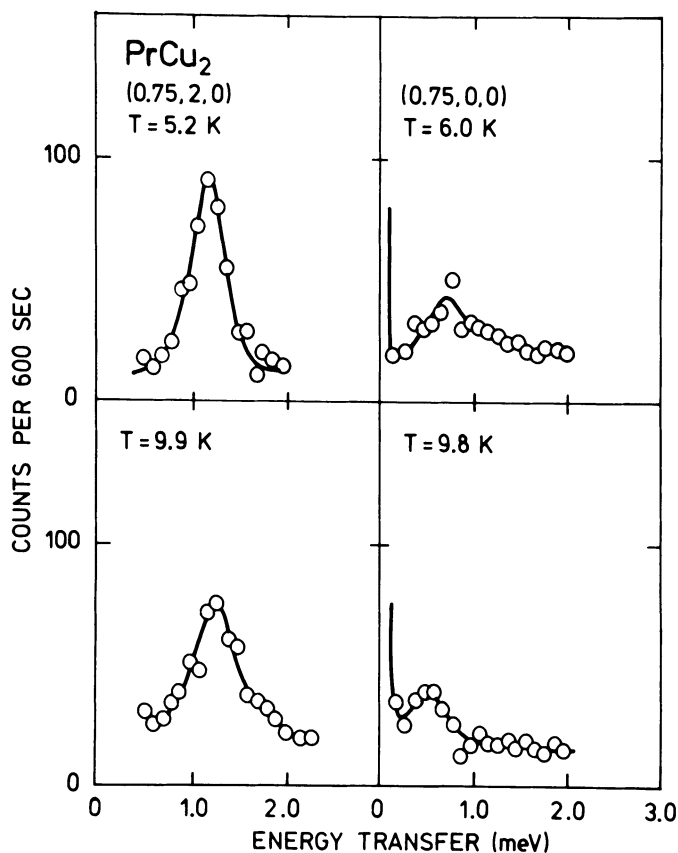 PrCu₂
(0.75,2,0)
T = 5.2 K
(0.75,0,0)
T = 6.0 K
100
0
T = 9.9 K
T = 9.8 K
100
0
0 1.0 2.0 0 1.0 2.0 3.0
ENERGY TRANSFER (meV)
COUNTS PER 600 SEC